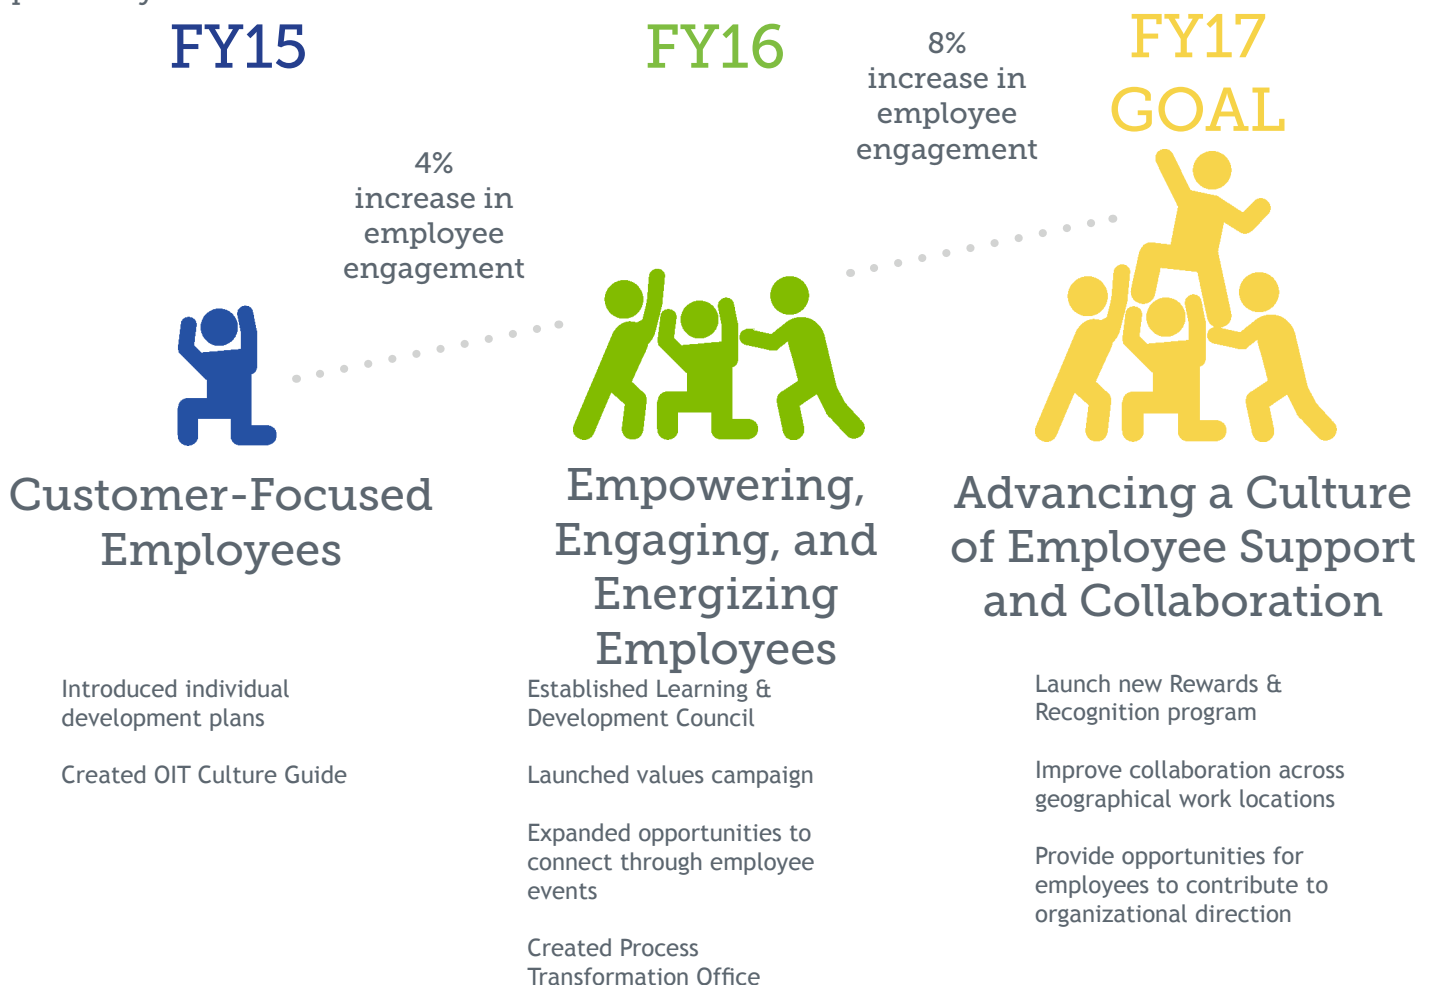 FY15
4%
increase in
employee
engagement
Customer-Focused
Employees
Introduced individual
development plans
Created OIT Culture Guide
FY16
8%
increase in
employee
engagement
Empowering,
Engaging, and
Energizing
Employees
Established Learning &
Development Council
Launched values campaign
Expanded opportunities to
connect through employee
events
Created Process
Transformation Office
FY17
GOAL
Advancing a Culture
of Employee Support
and Collaboration
Launch new Rewards &
Recognition program
Improve collaboration across
geographical work locations
Provide opportunities for
employees to contribute to
organizational direction